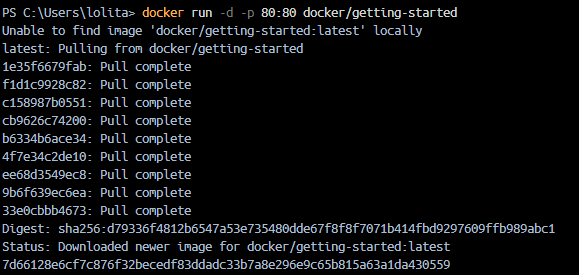 PS C:\Users\lolita> docker run -d -p 80:80 docker/getting-started
Unable to find image 'docker/getting-started:latest' locally
latest: Pulling from docker/getting-started
1e35f6679fab: Pull complete
f1d1c9928c82: Pull complete
c158987b0551: Pull complete
cb9626c74200: Pull complete
b6334b6ace34: Pull complete
4f7e34c2de10: Pull complete
ee68d3549ec8: Pull complete
9b6f639ec6ea: Pull complete
33e0cbbb4673: Pull complete
Digest: sha256:d79336f4812b6547a53e735480dde67f8f8f7071b414fbd9297609ffb989abc1
Status: Downloaded newer image for docker/getting-started:latest
7d66128e6cf7c876f32becedf83ddadc33b7a8e296e9c65b815a63a1da430559